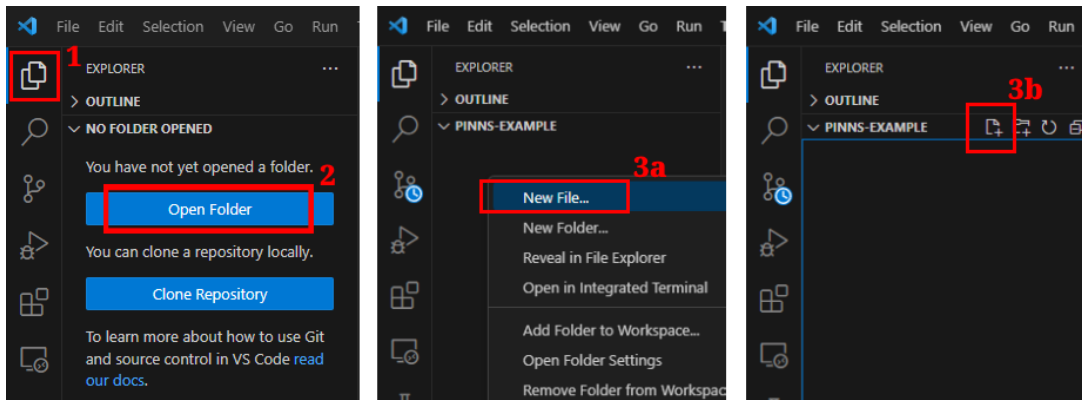 File Edit Selection View Go Run
1
EXPLORER ...
OUTLINE
NO FOLDER OPENED
You have not yet opened a folder.
2
Open Folder
You can clone a repository locally.
Clone Repository
To learn more about how to use Git
and source control in VS Code read
our docs.
File Edit Selection View Go Run
EXPLORER ...
OUTLINE
PINNS-EXAMPLE
3a
New File...
New Folder...
Reveal in File Explorer
Open in Integrated Terminal
Add Folder to Workspace...
Open Folder Settings
Remove Folder from Workspac
File Edit Selection View Go Run
EXPLORER ...
3b
OUTLINE
PINNS-EXAMPLE